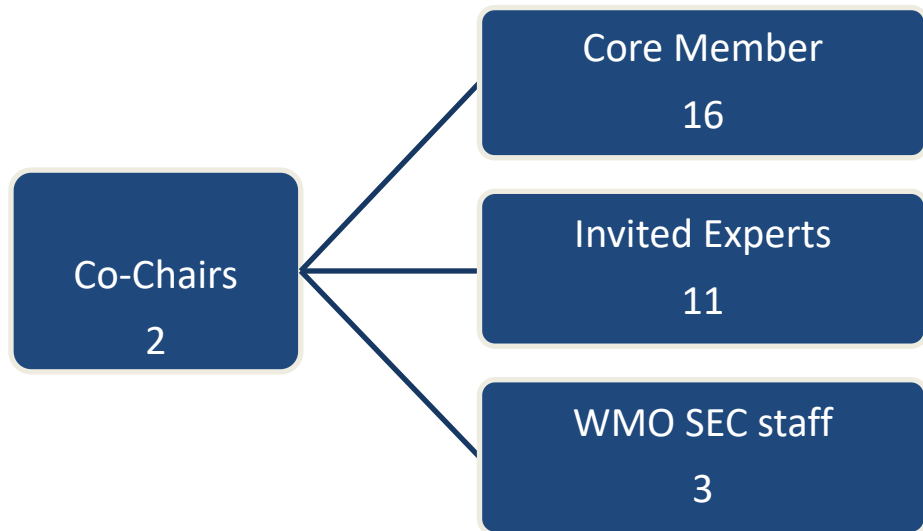 Co-Chairs
2
Core Member
16
Invited Experts
11
WMO SEC staff
3